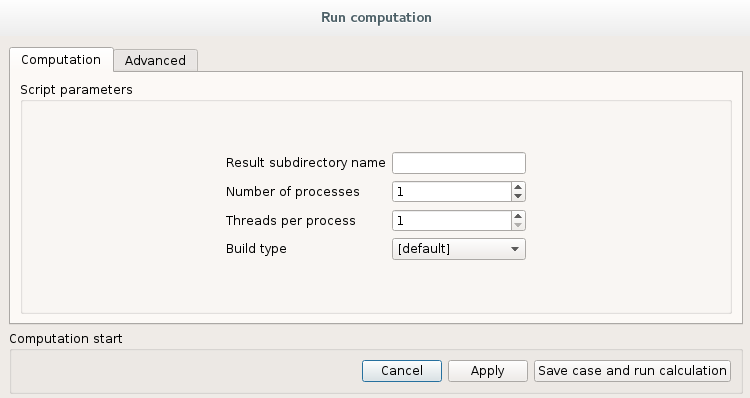 Run computation
Computation
Advanced
Script parameters
Result subdirectory name
Number of processes 1
Threads per process 1
Build type [default]
Computation start
Cancel Apply Save case and run calculation